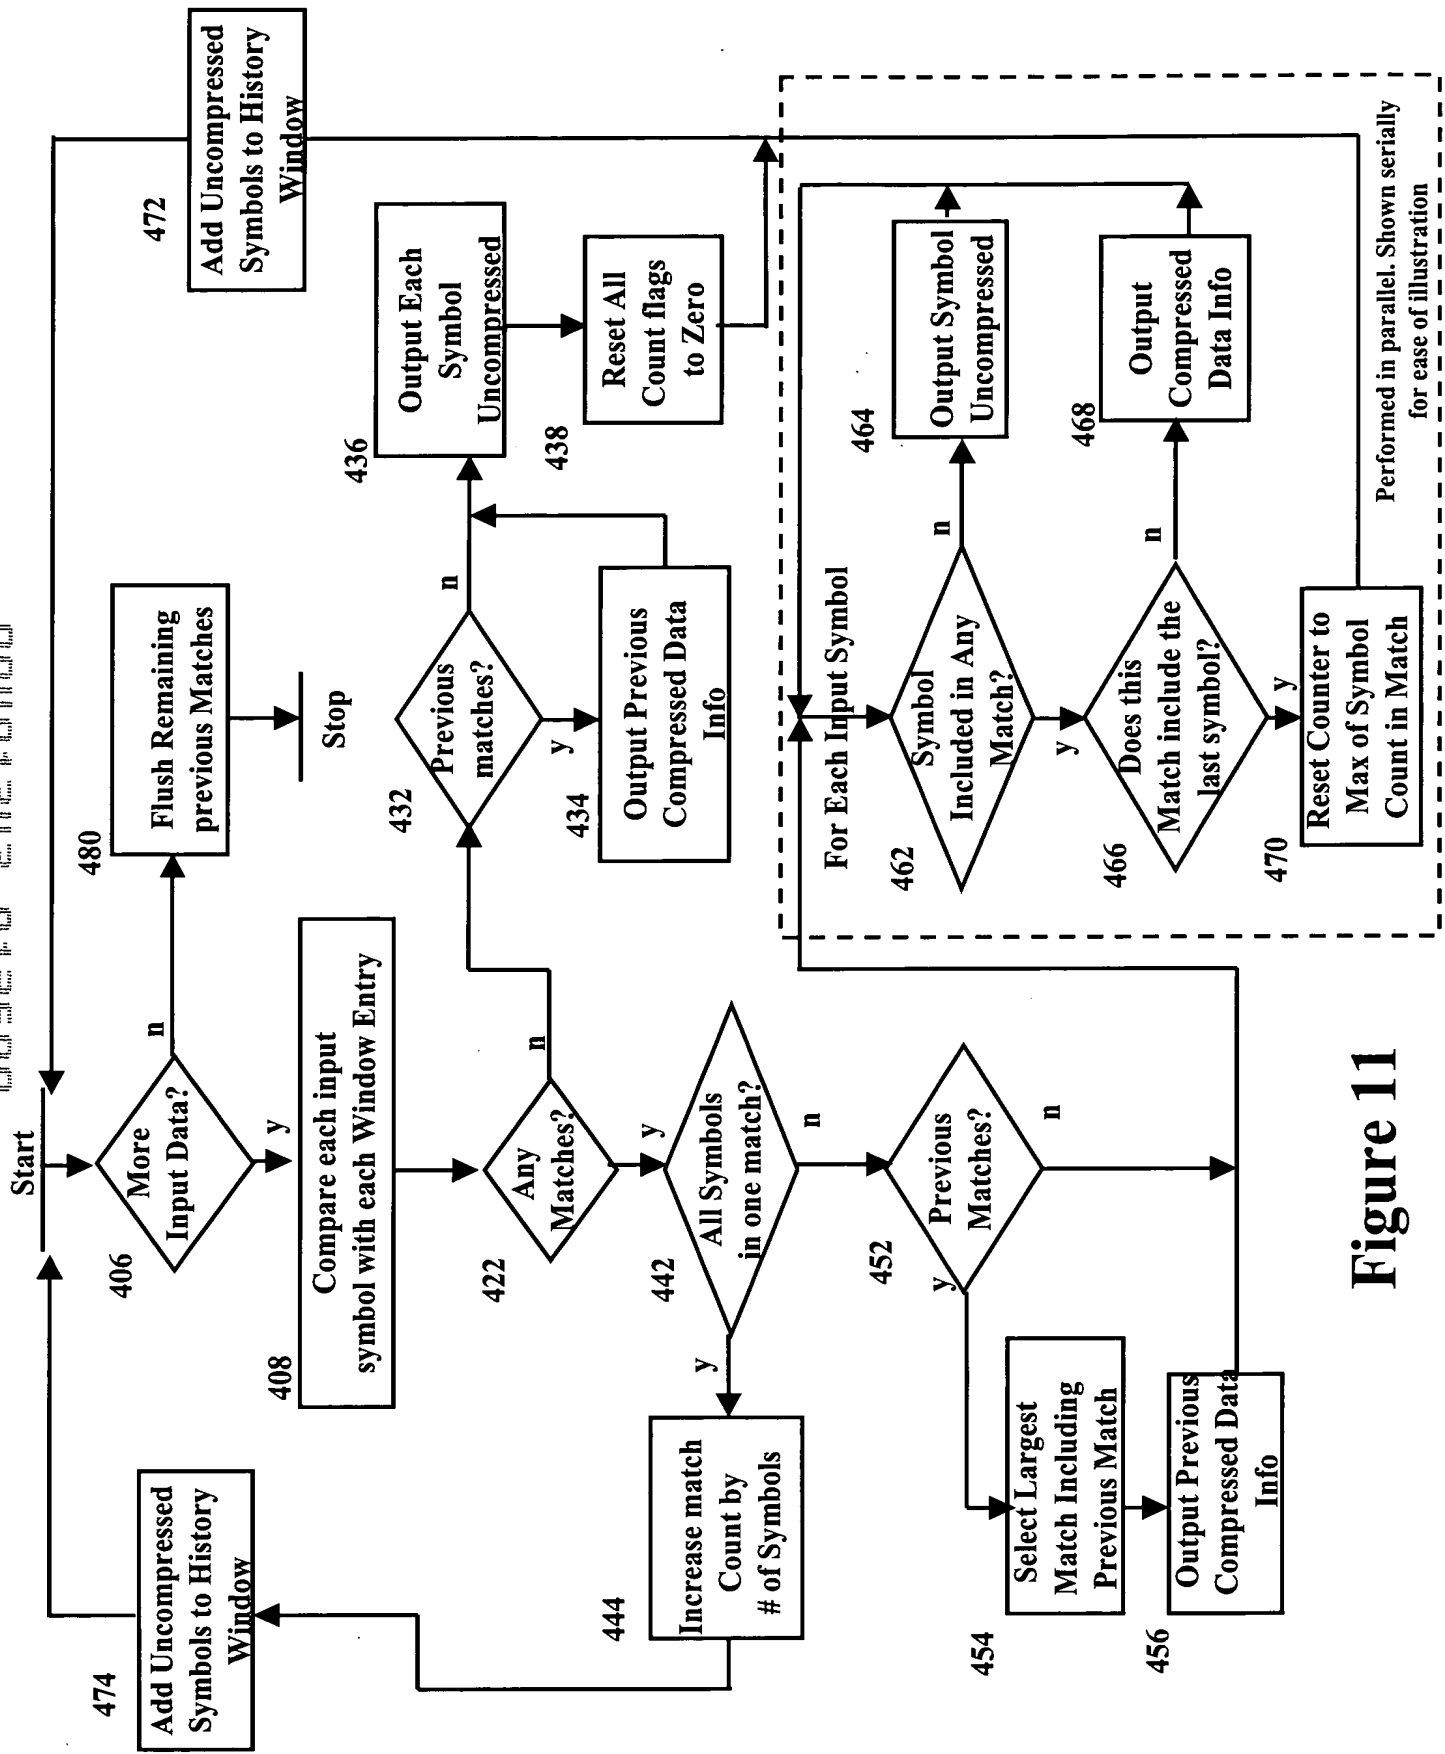 Start
406
More
Input Data?
n
y
480
Flush Remaining
previous Matches
Stop
408
Compare each input
symbol with each Window Entry
422
Any
Matches?
n
y
432
Previous
matches?
n
y
434
Output Previous
Compressed Data
Info
436
Output Each
Symbol
Uncompressed
438
Reset All
Count flags
to Zero
472
Add Uncompressed
Symbols to History
Window
474
Add Uncompressed
Symbols to History
Window
442
All Symbols
in one match?
y
n
444
Increase match
Count by
# of Symbols
452
Previous
Matches?
y
n
454
Select Largest
Match Including
Previous Match
456
Output Previous
Compressed Data
Info
For Each Input Symbol
462
Symbol
Included in Any
Match?
n
y
464
Output Symbol
Uncompressed
466
Does this
Match include the
last symbol?
n
y
468
Output
Compressed
Data Info
470
Reset Counter to
Max of Symbol
Count in Match
Performed in parallel. Shown serially
for ease of illustration
Figure 11